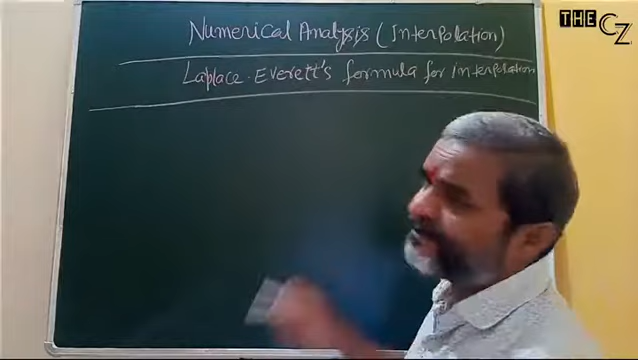 Numerical Analysis (Interpolation)
Laplace-Everett's formula for interpolation
THE CZ